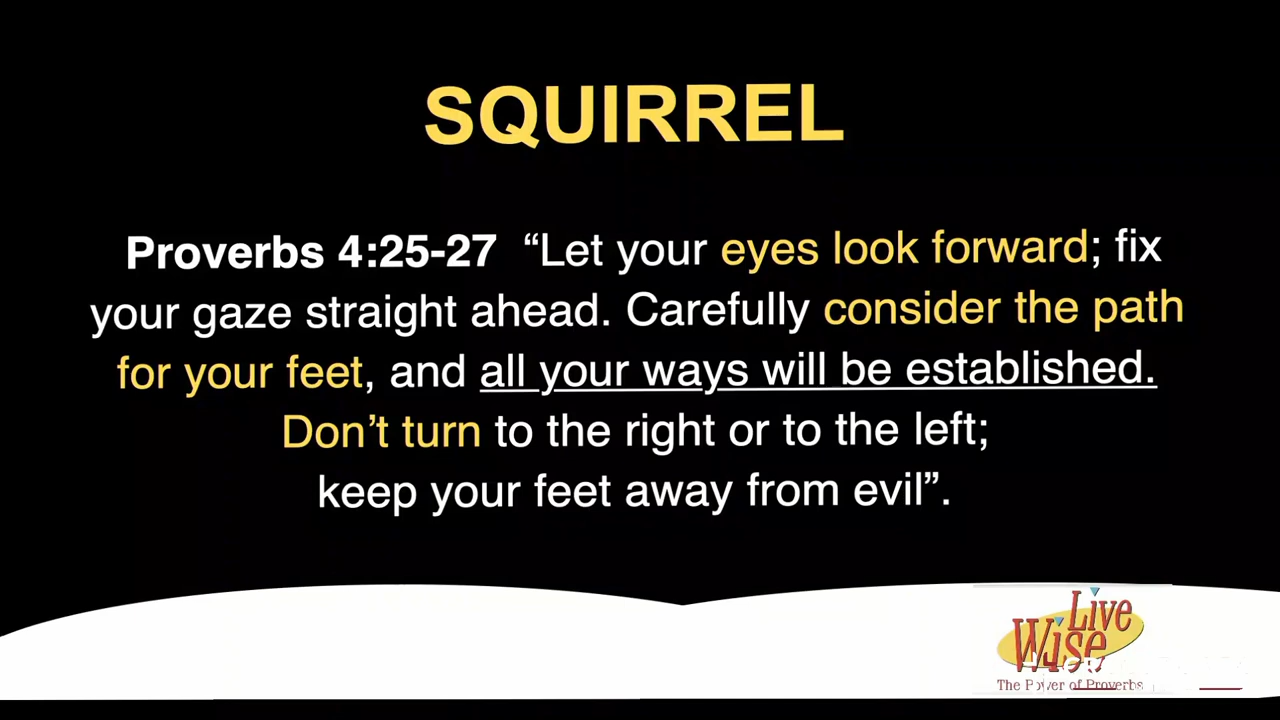 SQUIRREL
Proverbs 4:25-27 “Let your eyes look forward; fix
your gaze straight ahead. Carefully consider the path
for your feet, and all your ways will be established.
Don’t turn to the right or to the left;
keep your feet away from evil”.
Live
Wise
The Power of Proverbs